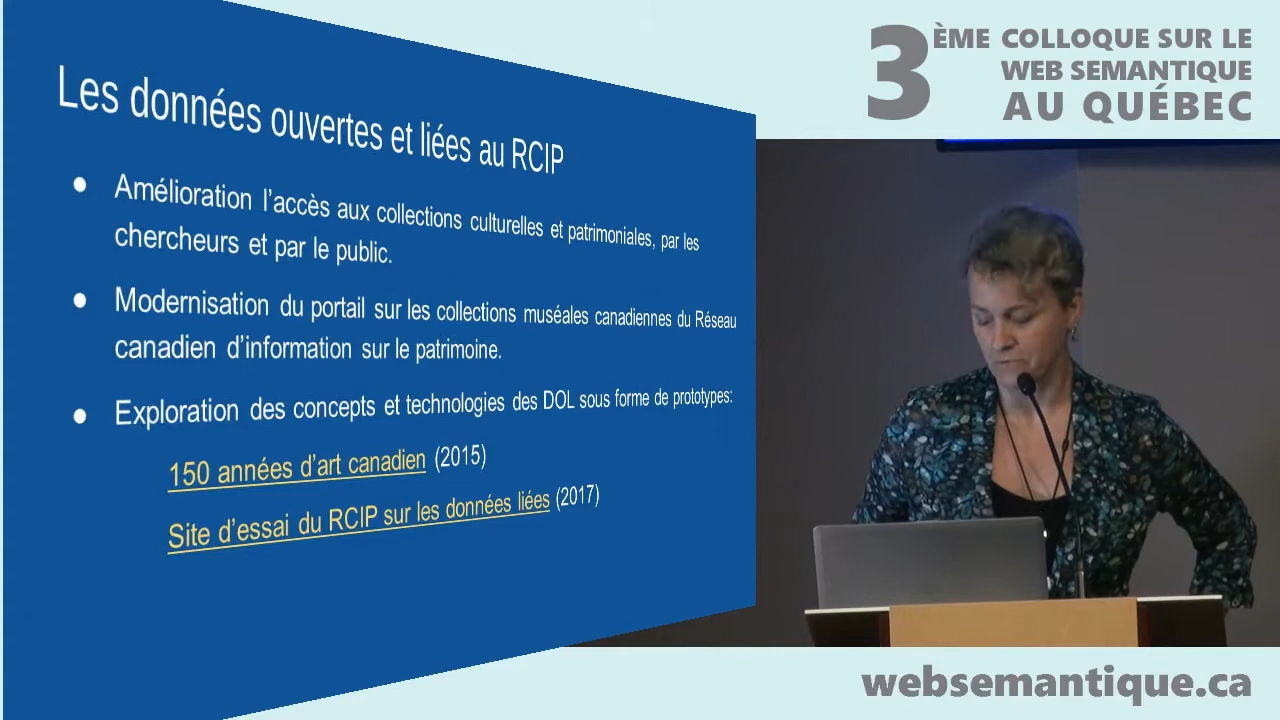 Les données ouvertes et liées au RCIP
● Amélioration l'accès aux collections culturelles et patrimoniales, par les
chercheurs et par le public.
● Modernisation du portail sur les collections muséales canadiennes du Réseau
canadien d'information sur le patrimoine.
● Exploration des concepts et technologies des DOL sous forme de prototypes:
150 années d'art canadien (2015)
Site d'essai du RCIP sur les données liées (2017)
3ÈME COLLOQUE SUR LE
WEB SEMANTIQUE
AU QUÉBEC
websemantique.ca